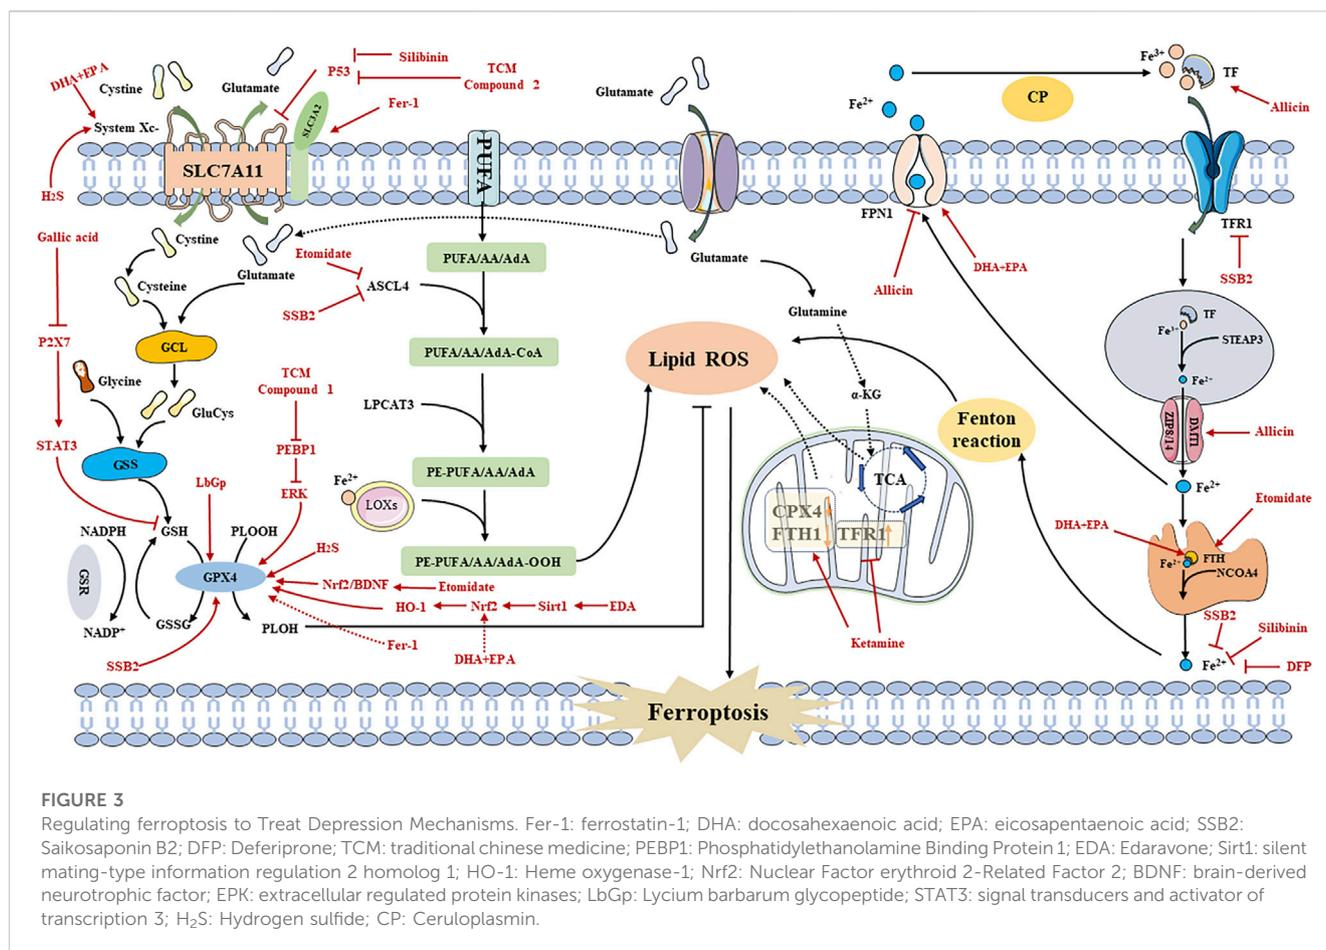 DHA+EPA
Cystine
Glutamate
P53
Silibinin
TCM
Compound 2
Fer-1
SLC3A2
System Xc-
H₂S
SLC7A11
PUFA
Glutamate
Fe²⁺
CP
Fe³⁺
TF
Allicin
FPN1
TFR1
SSB2
Allicin
DHA+EPA
Gallic acid
P2X7
STAT3
Cystine
Cysteine
Glutamate
GCL
Glycine
GluCys
GSS
Etomidate
SSB2
ASCL4
PUFA/AA/AdA
PUFA/AA/AdA-CoA
LPCAT3
PE-PUFA/AA/AdA
Fe²⁺
LOXs
PE-PUFA/AA/AdA-OOH
TCM
Compound 1
PEBP1
ERK
LbGp
NADPH
GSH
PLOOH
GSR
GPX4
NADP⁺
GSSG
PLOH
SSB2
H₂S
Nrf2/BDNF
Etomidate
HO-1
Nrf2
Sirt1
EDA
Fer-1
DHA+EPA
Glutamate
Glutamine
α-KG
Lipid ROS
TCA
CPX4
FTH1
TFR1
Ketamine
Fenton
reaction
TF
Fe³⁺
STEAP3
Fe²⁺
ZIP8/14
DMT1
Allicin
Fe²⁺
Etomidate
DHA+EPA
FTH
Fe²⁺
NCOA4
SSB2
Silibinin
Fe²⁺
DFP
Ferroptosis
FIGURE 3
Regulating ferroptosis to Treat Depression Mechanisms. Fer-1: ferrostatin-1; DHA: docosahexaenoic acid; EPA: eicosapentaenoic acid; SSB2:
Saikosaponin B2; DFP: Deferiprone; TCM: traditional chinese medicine; PEBP1: Phosphatidylethanolamine Binding Protein 1; EDA: Edaravone; Sirt1: silent
mating-type information regulation 2 homolog 1; HO-1: Heme oxygenase-1; Nrf2: Nuclear Factor erythroid 2-Related Factor 2; BDNF: brain-derived
neurotrophic factor; EPK: extracellular regulated protein kinases; LbGp: Lycium barbarum glycopeptide; STAT3: signal transducers and activator of
transcription 3; H₂S: Hydrogen sulfide; CP: Ceruloplasmin.